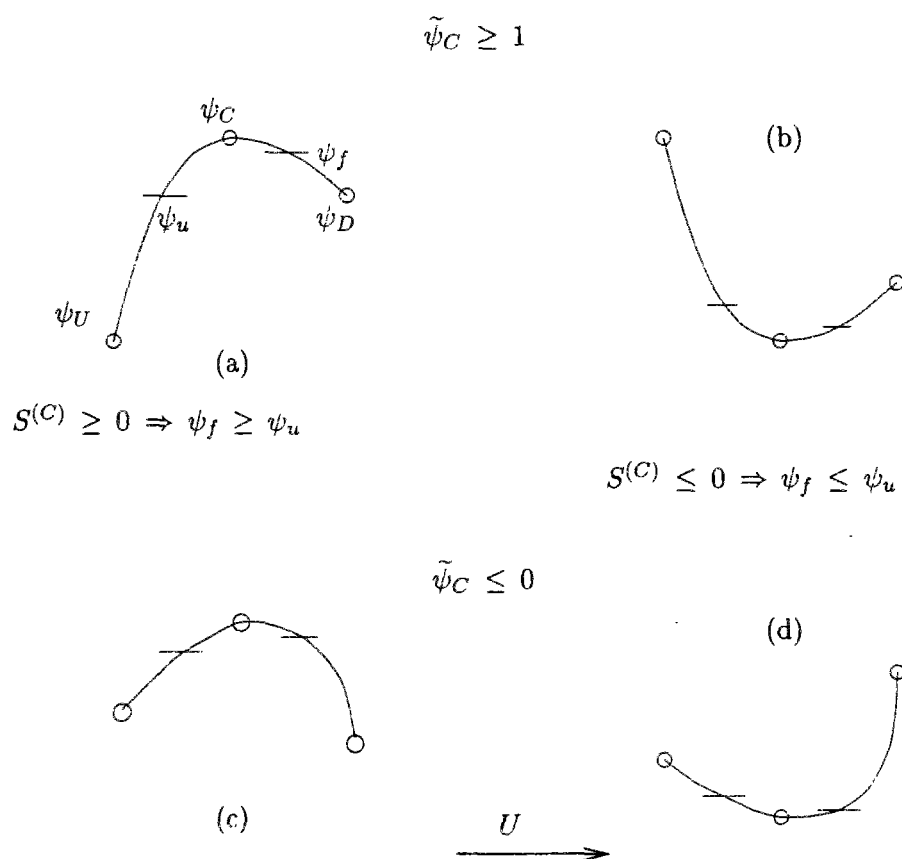 ψ̃_C ≥ 1
ψ_C
(b)
ψ_f
ψ_u
ψ_D
ψ_U
(a)
S^(C) ≥ 0 ⇒ ψ_f ≥ ψ_u
S^(C) ≤ 0 ⇒ ψ_f ≤ ψ_u
ψ̃_C ≤ 0
(d)
(c)
U